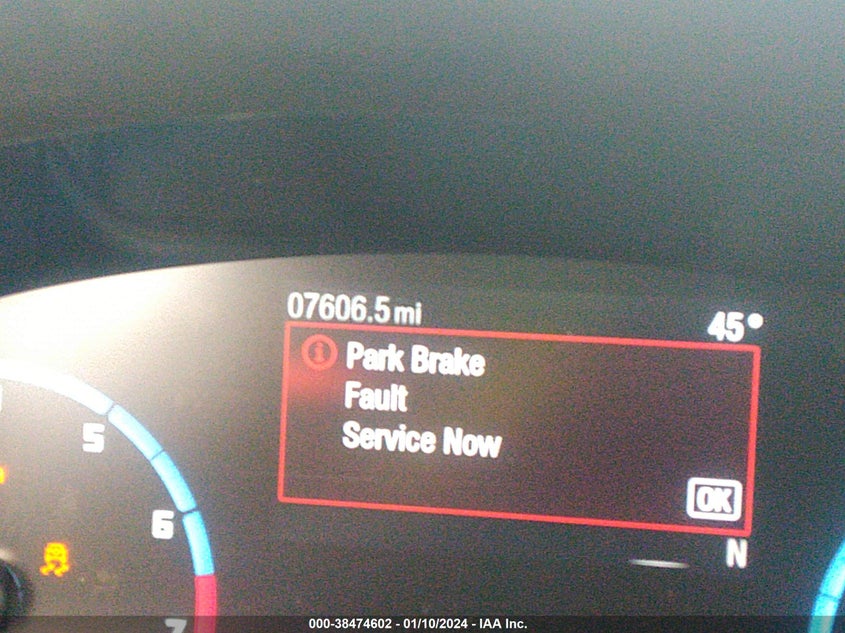 07606.5 mi
45°
Park Brake
Fault
Service Now
OK
N
5
6
7
000-38474602 - 01/10/2024 - IAA Inc.